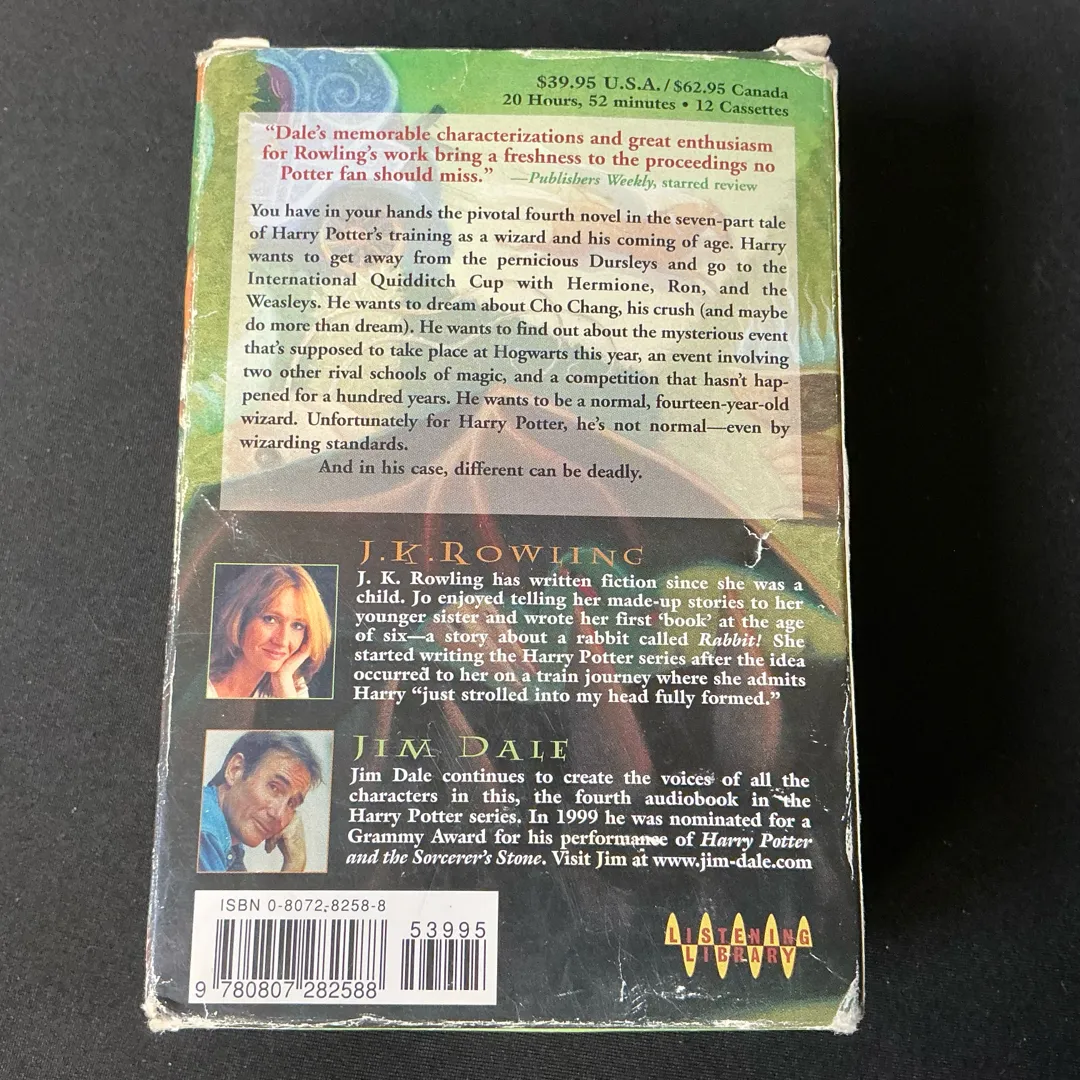 $39.95 U.S.A. / $62.95 Canada
20 Hours, 52 minutes • 12 Cassettes
“Dale’s memorable characterizations and great enthusiasm
for Rowling’s work bring a freshness to the proceedings no
Potter fan should miss.” —Publishers Weekly, starred review
You have in your hands the pivotal fourth novel in the seven-part tale
of Harry Potter’s training as a wizard and his coming of age. Harry
wants to get away from the pernicious Dursleys and go to the
International Quidditch Cup with Hermione, Ron, and the
Weasleys. He wants to dream about Cho Chang, his crush (and maybe
do more than dream). He wants to find out about the mysterious event
that’s supposed to take place at Hogwarts this year, an event involving
two other rival schools of magic, and a competition that hasn’t hap-
pened for a hundred years. He wants to be a normal, fourteen-year-old
wizard. Unfortunately for Harry Potter, he’s not normal—even by
wizarding standards.
And in his case, different can be deadly.
J.K. ROWLING
J. K. Rowling has written fiction since she was a
child. Jo enjoyed telling her made-up stories to her
younger sister and wrote her first ‘book’ at the age
of six—a story about a rabbit called Rabbit! She
started writing the Harry Potter series after the idea
occurred to her on a train journey where she admits
Harry “just strolled into my head fully formed.”
JIM DALE
Jim Dale continues to create the voices of all the
characters in this, the fourth audiobook in the
Harry Potter series. In 1999 he was nominated for a
Grammy Award for his performance of Harry Potter
and the Sorcerer’s Stone. Visit Jim at www.jim-dale.com
ISBN 0-8072-8258-8
53995
9 780807 282588
LISTENING
LIBRARY